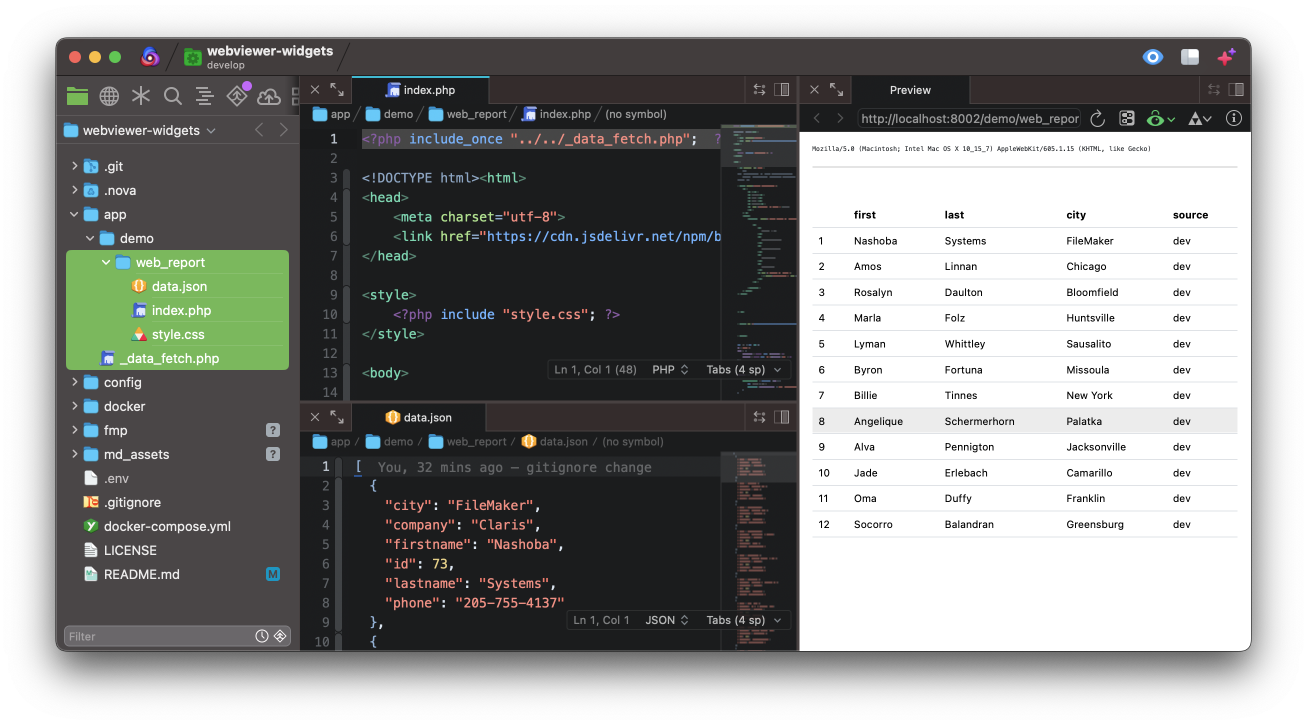 webviewer-widgets
develop
webviewer-widgets
.git
.nova
app
demo
web_report
data.json
index.php
style.css
_data_fetch.php
config
docker
fmp ?
md_assets ?
.env
.gitignore
docker-compose.yml
LICENSE
README.md M
Filter
index.php
app / demo / web_report / index.php / (no symbol)
1 <?php include_once "../../_data_fetch.php"; ?
2
3 <!DOCTYPE html><html>
4 <head>
5 <meta charset="utf-8">
6 <link href="https://cdn.jsdelivr.net/npm/b
7 </head>
8
9 <style>
10 <?php include "style.css"; ?>
11 </style>
12
13 <body>
14
Ln 1, Col 1 (48) PHP Tabs (4 sp)
data.json
app / demo / web_report / data.json / (no symbol)
1 [ You, 32 mins ago — gitignore change
2 {
3 "city": "FileMaker",
4 "company": "Claris",
5 "firstname": "Nashoba",
6 "id": 73,
7 "lastname": "Systems",
8 "phone": "205-755-4137"
9 },
10 {
Ln 1, Col 1 JSON Tabs (4 sp)
Preview
http://localhost:8002/demo/web_repor
Mozilla/5.0 (Macintosh; Intel Mac OS X 10_15_7) AppleWebKit/605.1.15 (KHTML, like Gecko)
first last city source
1 Nashoba Systems FileMaker dev
2 Amos Linnan Chicago dev
3 Rosalyn Daulton Bloomfield dev
4 Marla Folz Huntsville dev
5 Lyman Whittley Sausalito dev
6 Byron Fortuna Missoula dev
7 Billie Tinnes New York dev
8 Angelique Schermerhorn Palatka dev
9 Alva Pennigton Jacksonville dev
10 Jade Erlebach Camarillo dev
11 Oma Duffy Franklin dev
12 Socorro Balandran Greensburg dev